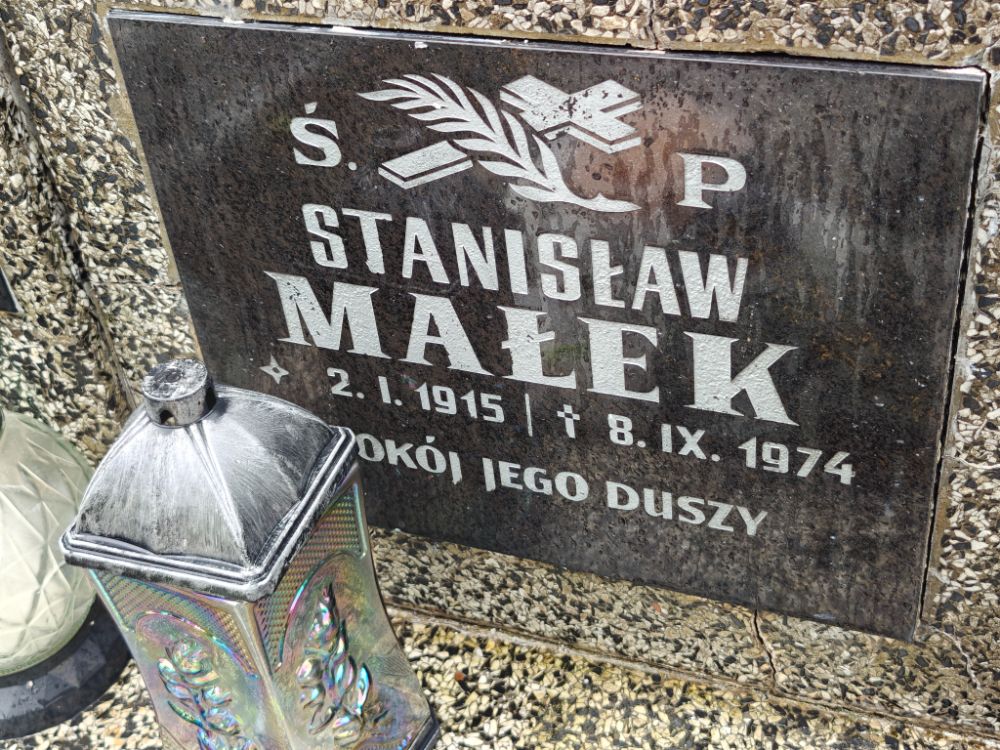 Ś. P
STANISŁAW
MAŁEK
2. I. 1915 | ✝ 8. IX. 1974
OKÓJ JEGO DUSZY